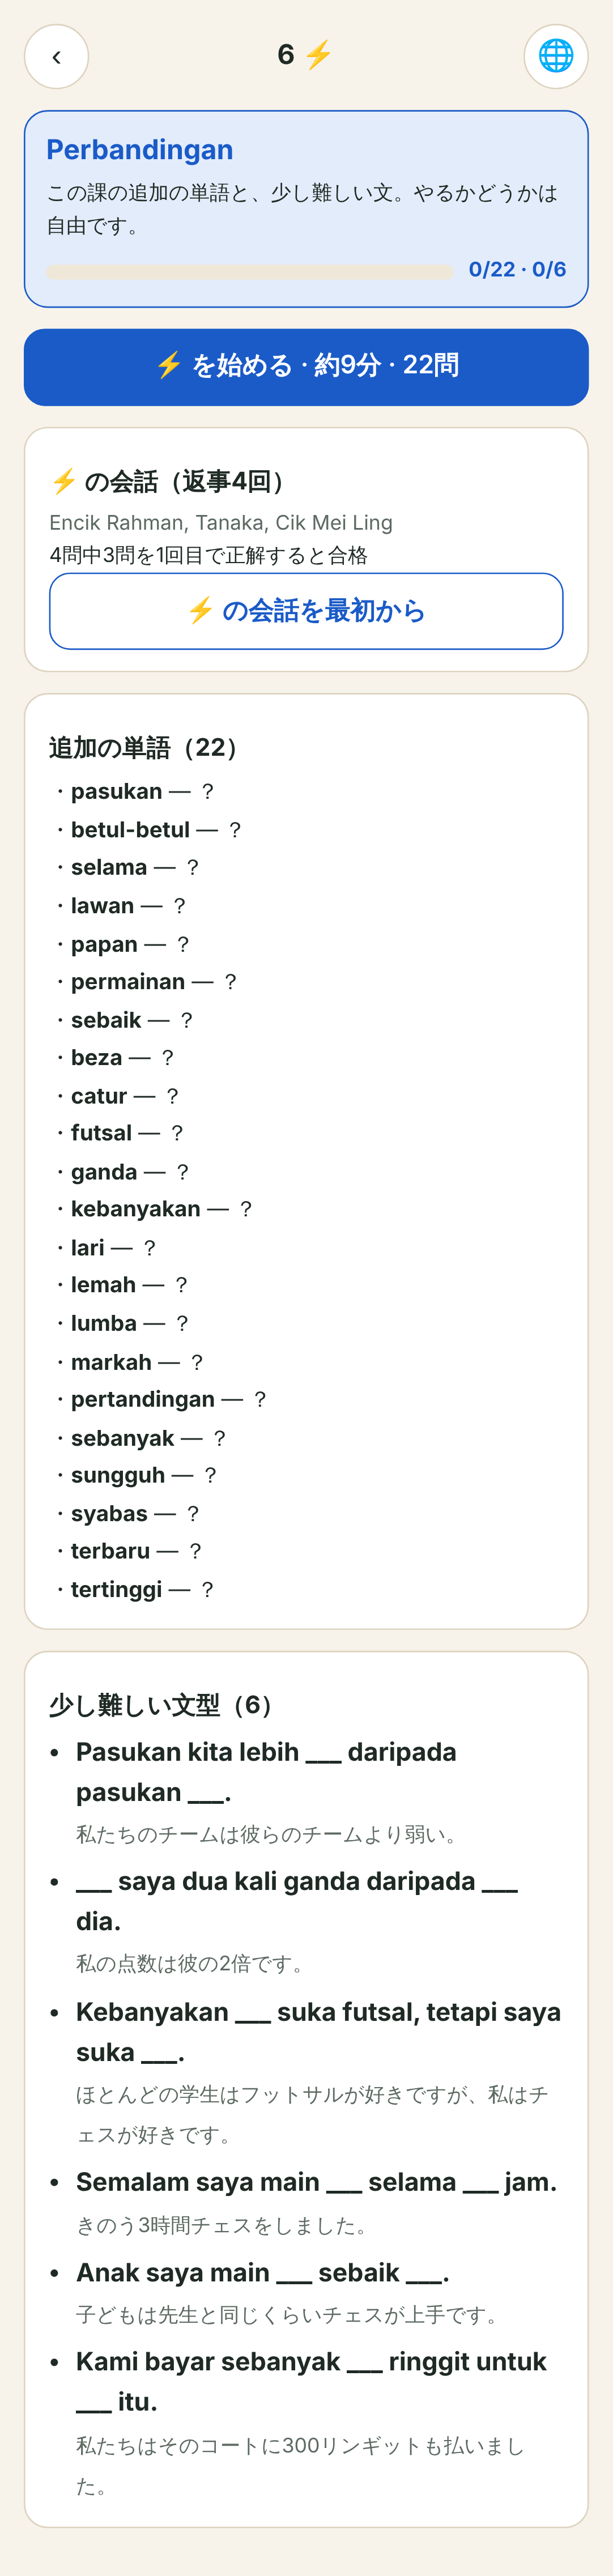 ‹
6 ⚡
Perbandingan
この課の追加の単語と、少し難しい文。やるかどうかは
自由です。
0/22 · 0/6
⚡ を始める · 約9分 · 22問
⚡ の会話（返事4回）
Encik Rahman, Tanaka, Cik Mei Ling
4問中3問を1回目で正解すると合格
⚡ の会話を最初から
追加の単語（22）
· pasukan — ？
· betul-betul — ？
· selama — ？
· lawan — ？
· papan — ？
· permainan — ？
· sebaik — ？
· beza — ？
· catur — ？
· futsal — ？
· ganda — ？
· kebanyakan — ？
· lari — ？
· lemah — ？
· lumba — ？
· markah — ？
· pertandingan — ？
· sebanyak — ？
· sungguh — ？
· syabas — ？
· terbaru — ？
· tertinggi — ？
少し難しい文型（6）
• Pasukan kita lebih ___ daripada
pasukan ___.
私たちのチームは彼らのチームより弱い。
• ___ saya dua kali ganda daripada ___
dia.
私の点数は彼の2倍です。
• Kebanyakan ___ suka futsal, tetapi saya
suka ___.
ほとんどの学生はフットサルが好きですが、私はチ
ェスが好きです。
• Semalam saya main ___ selama ___ jam.
きのう3時間チェスをしました。
• Anak saya main ___ sebaik ___.
子どもは先生と同じくらいチェスが上手です。
• Kami bayar sebanyak ___ ringgit untuk
___ itu.
私たちはそのコートに300リンギットも払いまし
た。